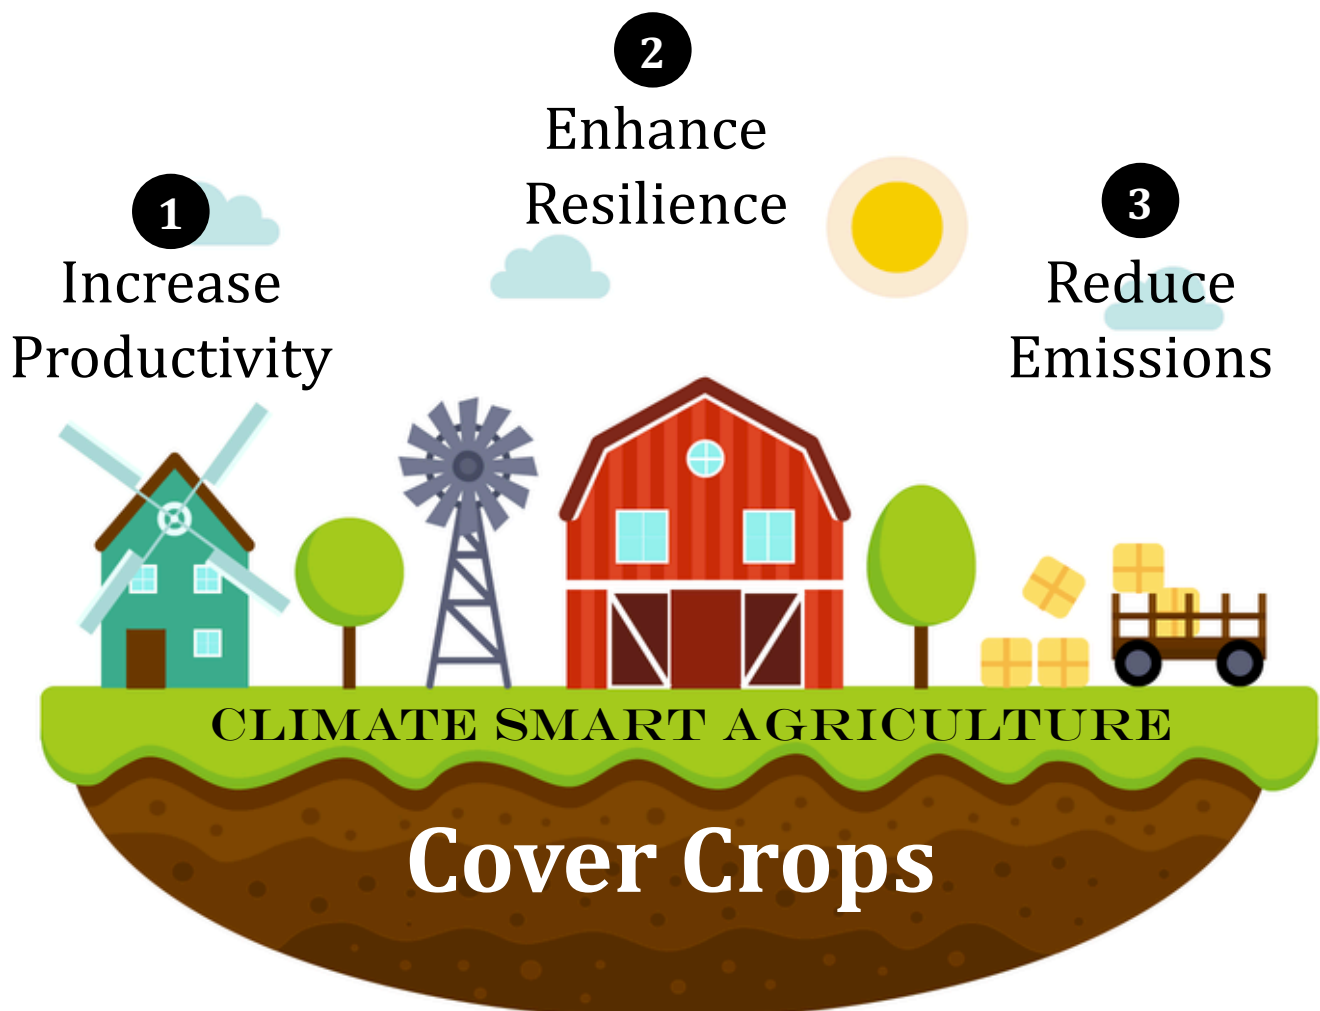 1
Increase
Productivity
2
Enhance
Resilience
3
Reduce
Emissions
CLIMATE SMART AGRICULTURE
Cover Crops